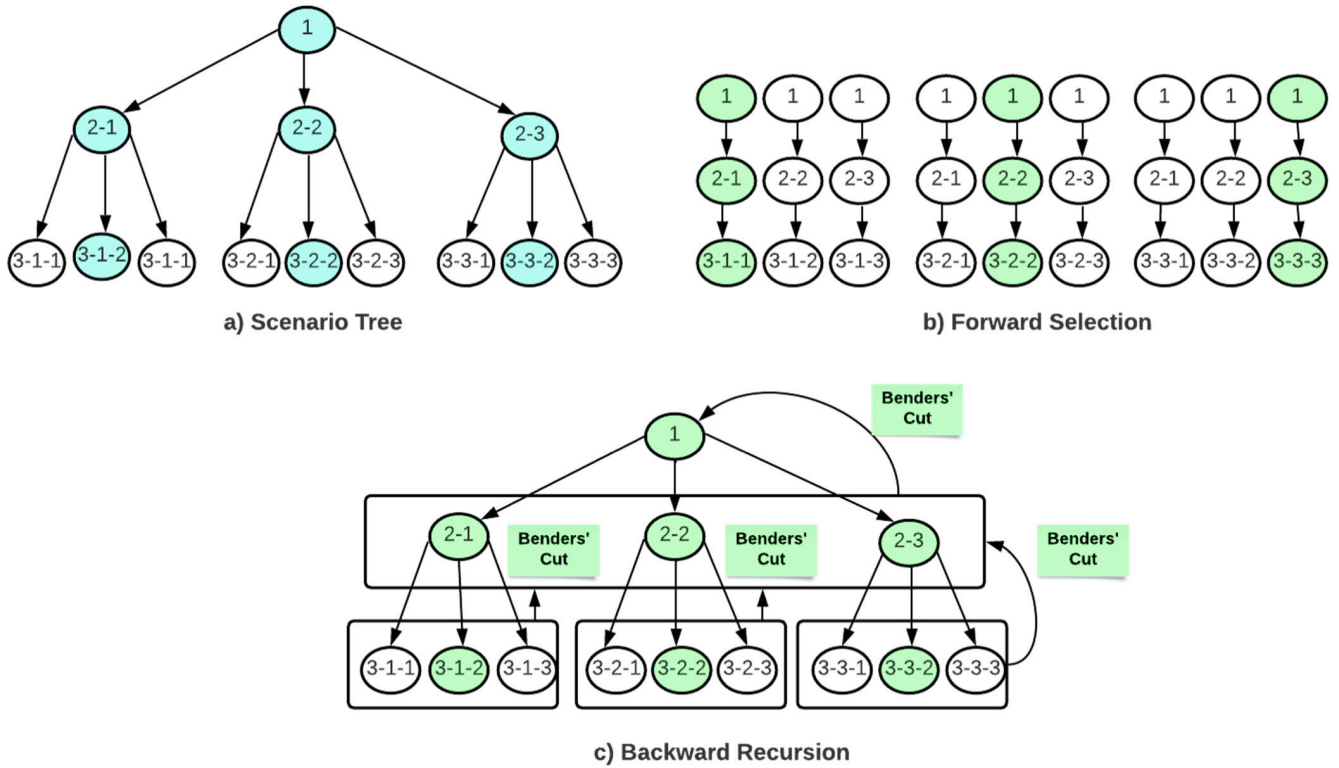 1
2-1 2-2 2-3
3-1-1 3-1-2 3-1-1 3-2-1 3-2-2 3-2-3 3-3-1 3-3-2 3-3-3
a) Scenario Tree
1 1 1 1 1 1 1 1 1
2-1 2-2 2-3 2-1 2-2 2-3 2-1 2-2 2-3
3-1-1 3-1-2 3-1-3 3-2-1 3-2-2 3-2-3 3-3-1 3-3-2 3-3-3
b) Forward Selection
Benders'
Cut
1
2-1 2-2 2-3
Benders'
Cut
Benders'
Cut
Benders'
Cut
3-1-1 3-1-2 3-1-3 3-2-1 3-2-2 3-2-3 3-3-1 3-3-2 3-3-3
c) Backward Recursion